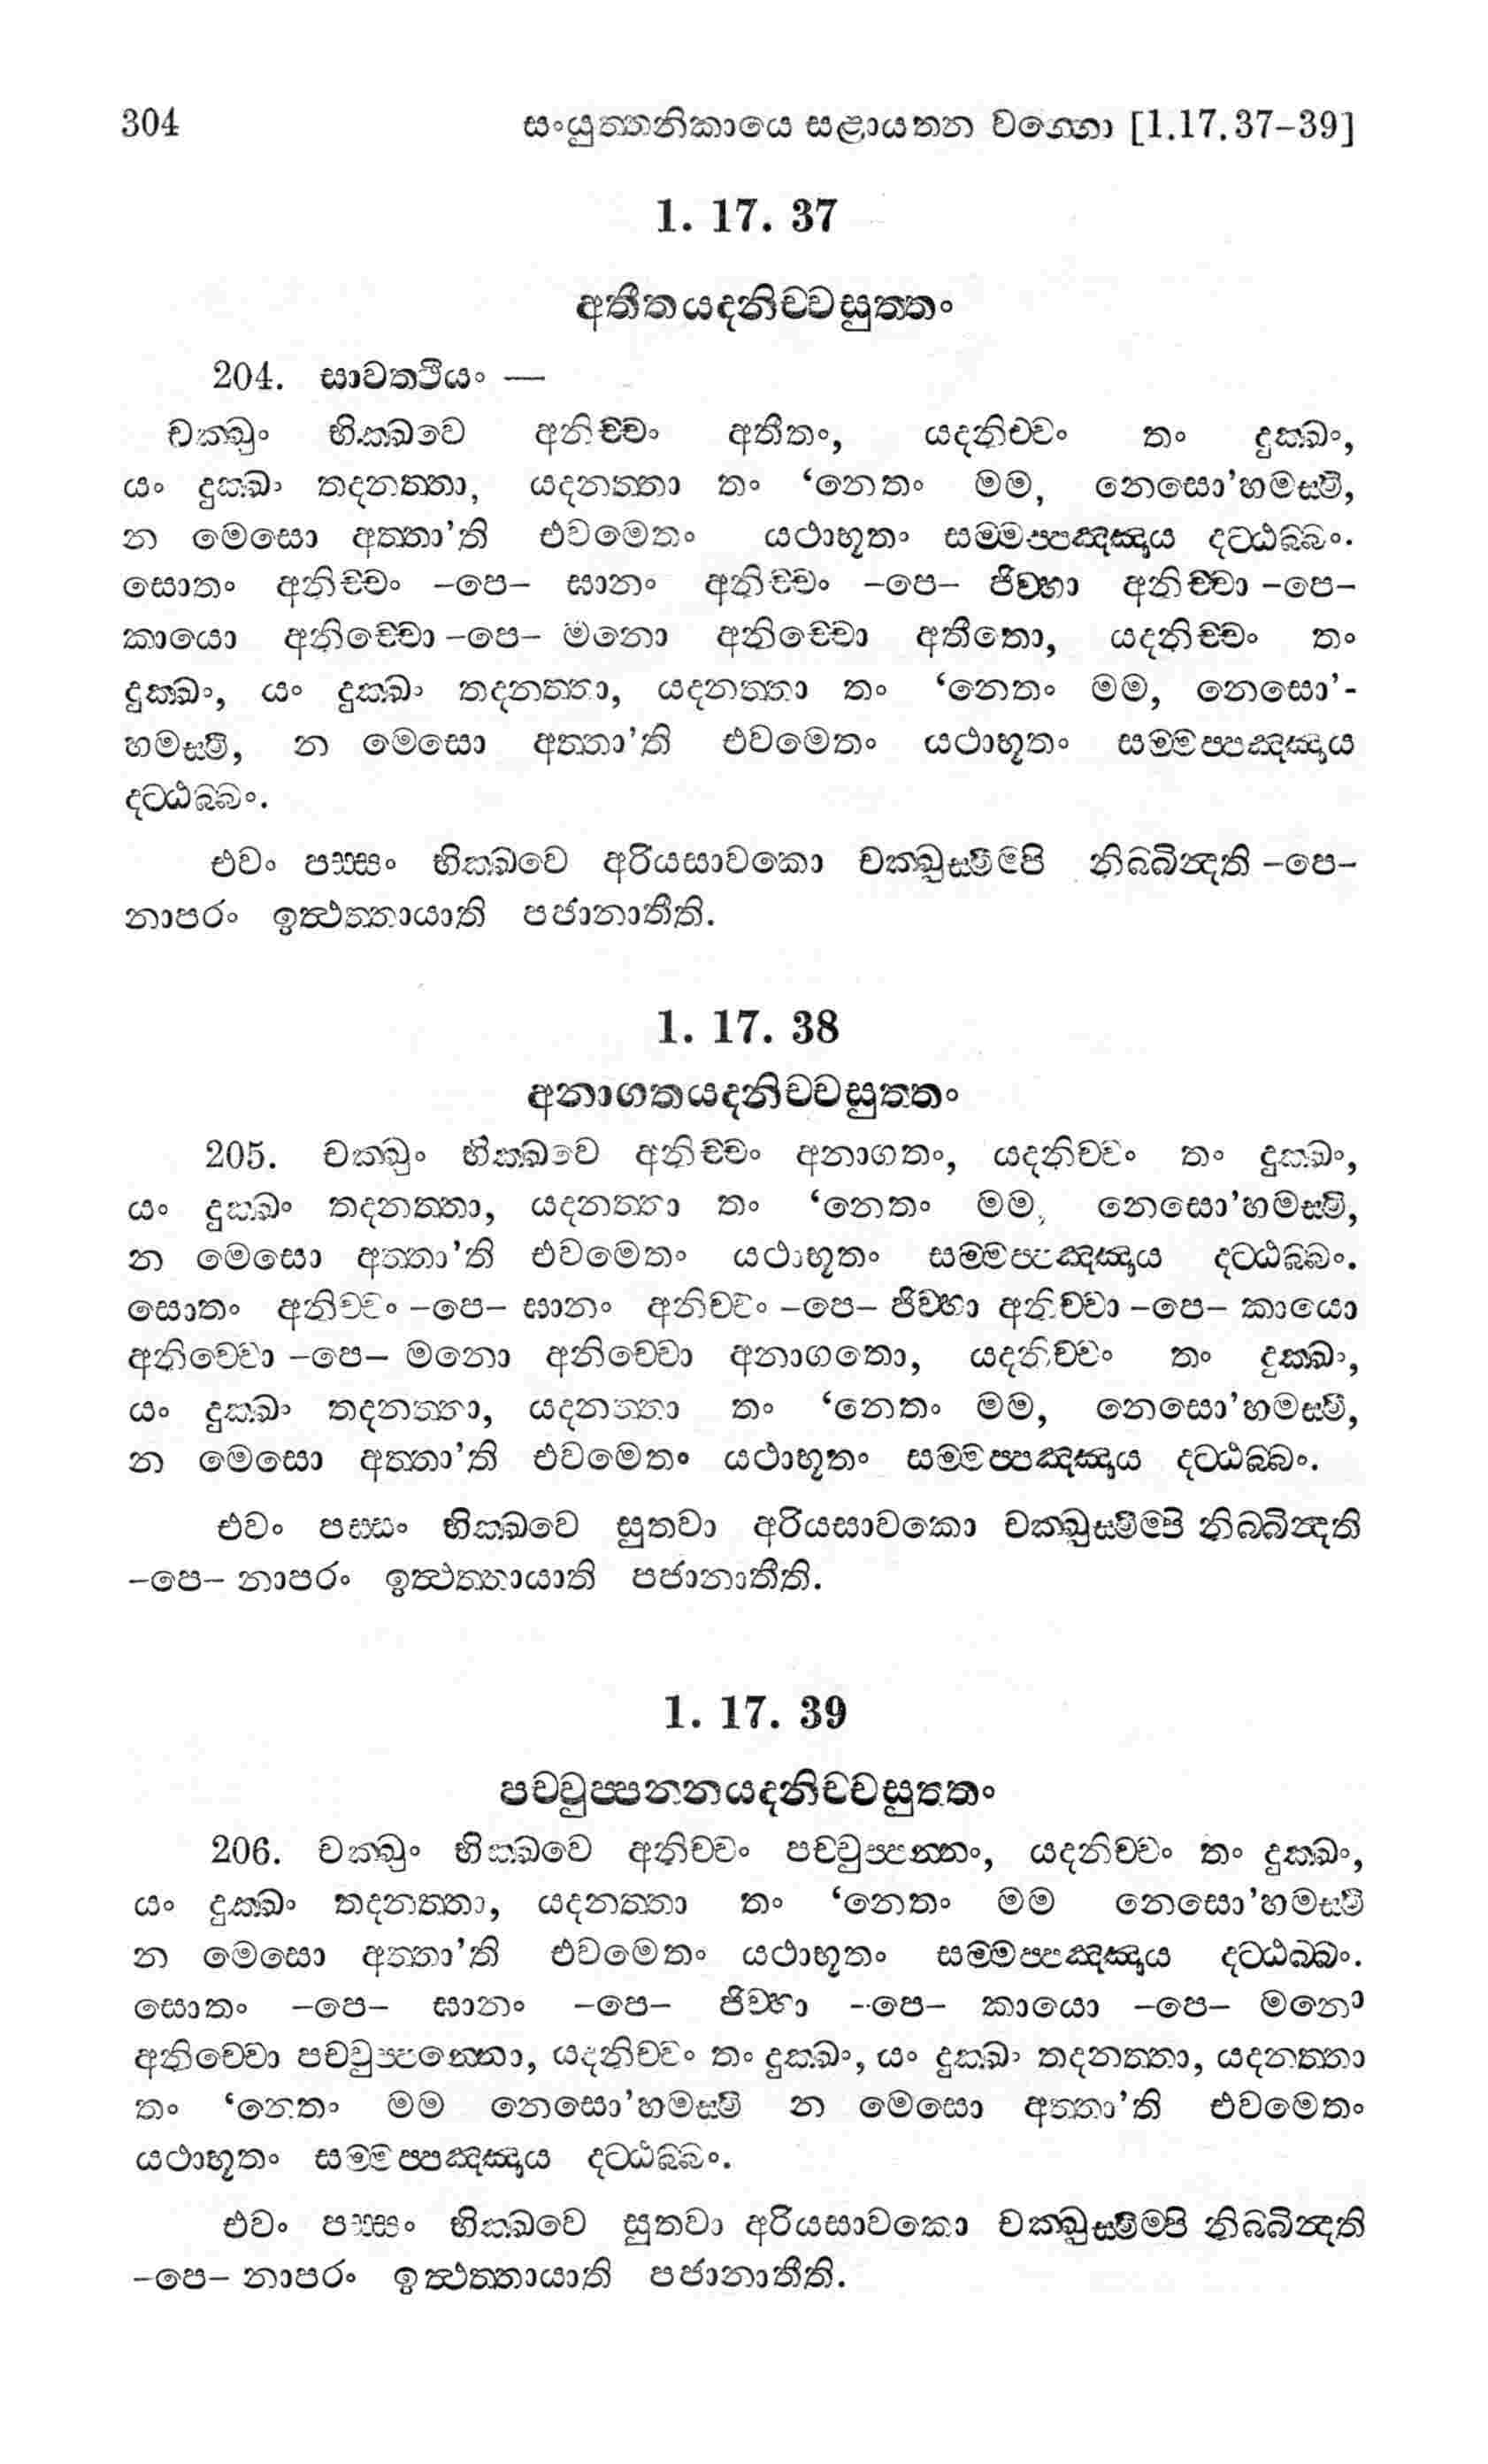 304 සංයුත්තනිකායෙ සළායතන වග්ගො [1.17.37–39]
1. 17. 37
අතීතයදනිච්චසුත්තං
204. සාවත්ථියං —
චක්ඛුං භික්ඛවෙ අනිච්චං අතීතං, යදනිච්චං තං දුක්ඛං,
යං දුක්ඛං තදනත්තා, යදනත්තා තං ‘නෙතං මම, නෙසො’හමස්මි,
න මෙසො අත්තා’ති එවමෙතං යථාභූතං සම්මප්පඤ්ඤාය දට්ඨබ්බං.
සොතං අනිච්චං –පෙ– ඝානං අනිච්චං –පෙ– ජිව්හා අනිච්චා –පෙ–
කායො අනිච්චො –පෙ– මනො අනිච්චො අතීතො, යදනිච්චං තං
දුක්ඛං, යං දුක්ඛං තදනත්තා, යදනත්තා තං ‘නෙතං මම, නෙසො’-
හමස්මි, න මෙසො අත්තා’ති එවමෙතං යථාභූතං සම්මප්පඤ්ඤාය
දට්ඨබ්බං.
එවං පස්සං භික්ඛවෙ අරියසාවකො චක්ඛුස්මිම්පි නිබ්බින්දති –පෙ–
නාපරං ඉත්ථත්තායාති පජානාතීති.
1. 17. 38
අනාගතයදනිච්චසුත්තං
205. චක්ඛුං භික්ඛවෙ අනිච්චං අනාගතං, යදනිච්චං තං දුක්ඛං,
යං දුක්ඛං තදනත්තා, යදනත්තා තං ‘නෙතං මම, නෙසො’හමස්මි,
න මෙසො අත්තා’ති එවමෙතං යථාභූතං සම්මප්පඤ්ඤාය දට්ඨබ්බං.
සොතං අනිච්චං –පෙ– ඝානං අනිච්චං –පෙ– ජිව්හා අනිච්චා –පෙ– කායො
අනිච්චො –පෙ– මනො අනිච්චො අනාගතො, යදනිච්චං තං දුක්ඛං,
යං දුක්ඛං තදනත්තා, යදනත්තා තං ‘නෙතං මම, නෙසො’හමස්මි,
න මෙසො අත්තා’ති එවමෙතං යථාභූතං සම්මප්පඤ්ඤාය දට්ඨබ්බං.
එවං පස්සං භික්ඛවෙ සුතවා අරියසාවකො චක්ඛුස්මිම්පි නිබ්බින්දති
–පෙ– නාපරං ඉත්ථත්තායාති පජානාතීති.
1. 17. 39
පච්චුප්පන්නයදනිච්චසුත්තං
206. චක්ඛුං භික්ඛවෙ අනිච්චං පච්චුප්පන්නං, යදනිච්චං තං දුක්ඛං,
යං දුක්ඛං තදනත්තා, යදනත්තා තං ‘නෙතං මම නෙසො’හමස්මි
න මෙසො අත්තා’ති එවමෙතං යථාභූතං සම්මප්පඤ්ඤාය දට්ඨබ්බං.
සොතං –පෙ– ඝානං –පෙ– ජිව්හා –පෙ– කායො –පෙ– මනො
අනිච්චො පච්චුප්පන්නො, යදනිච්චං තං දුක්ඛං, යං දුක්ඛං තදනත්තා, යදනත්තා
තං ‘නෙතං මම නෙසො’හමස්මි න මෙසො අත්තා’ති එවමෙතං
යථාභූතං සම්මප්පඤ්ඤාය දට්ඨබ්බං.
එවං පස්සං භික්ඛවෙ සුතවා අරියසාවකො චක්ඛුස්මිම්පි නිබ්බින්දති
–පෙ– නාපරං ඉත්ථත්තායාති පජානාතීති.